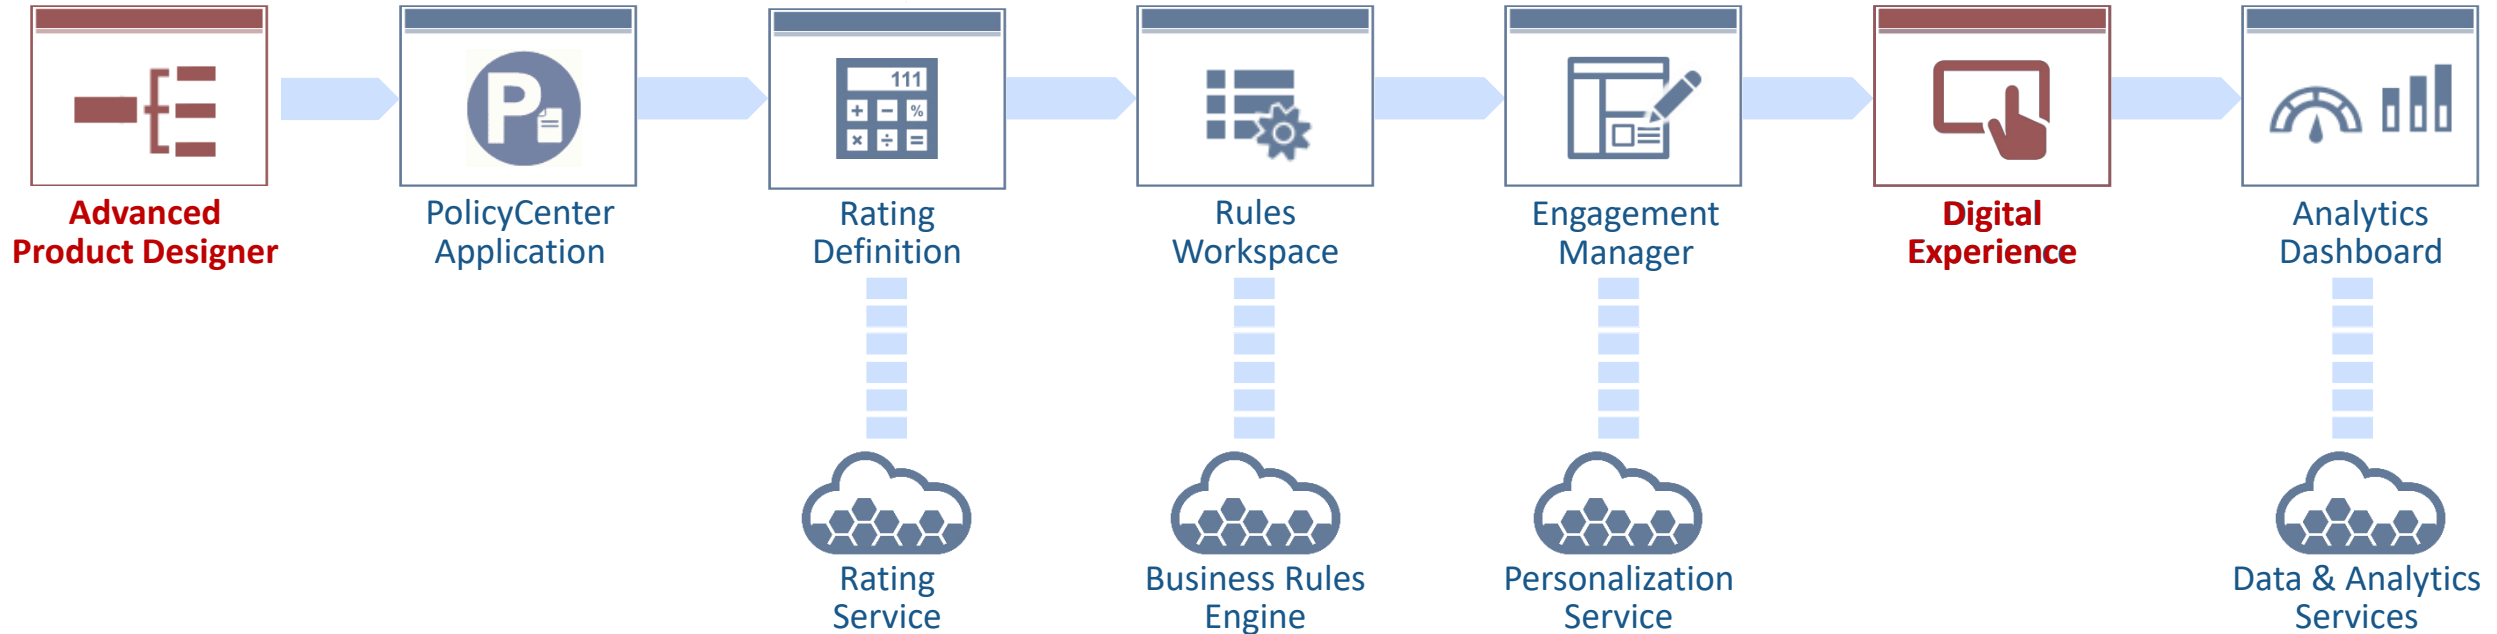 111
+ − %
× ÷ =
P
Advanced
Product Designer
PolicyCenter
Application
Rating
Definition
Rules
Workspace
Engagement
Manager
Digital
Experience
Analytics
Dashboard
Rating
Service
Business Rules
Engine
Personalization
Service
Data & Analytics
Services